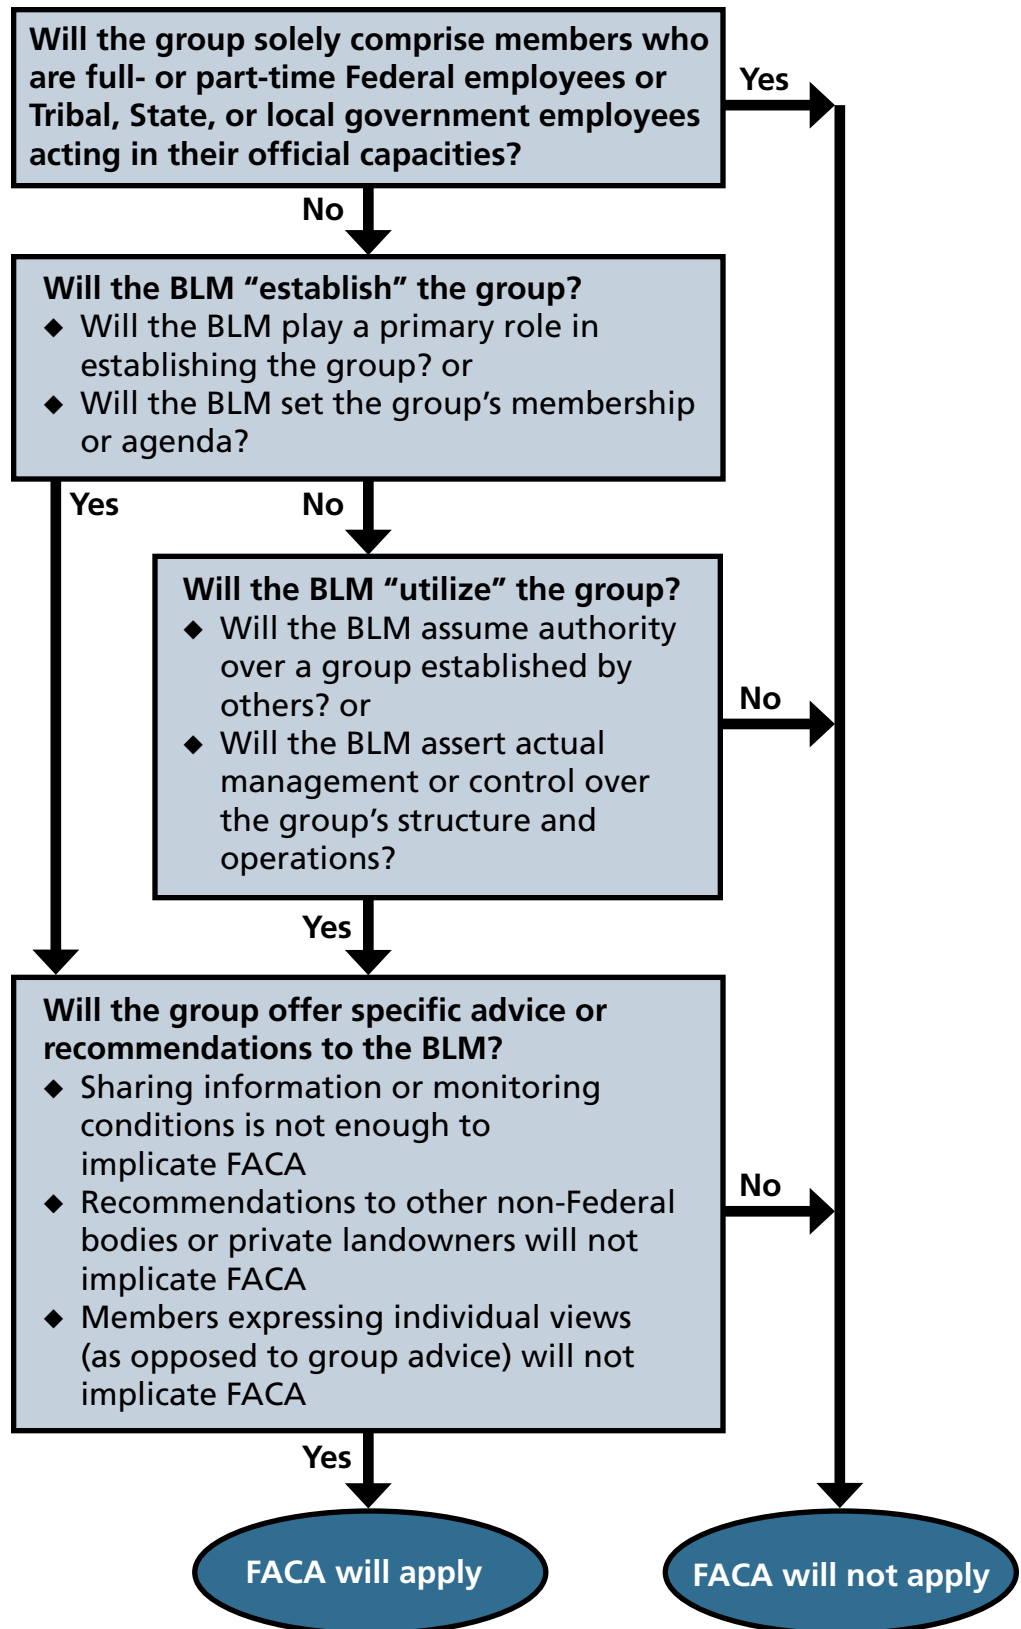 Will the group solely comprise members who
are full- or part-time Federal employees or
Tribal, State, or local government employees
acting in their official capacities?
Yes
No
Will the BLM “establish” the group?
◆ Will the BLM play a primary role in
establishing the group? or
◆ Will the BLM set the group’s membership
or agenda?
Yes
No
Will the BLM “utilize” the group?
◆ Will the BLM assume authority
over a group established by
others? or
◆ Will the BLM assert actual
management or control over
the group’s structure and
operations?
No
Yes
Will the group offer specific advice or
recommendations to the BLM?
◆ Sharing information or monitoring
conditions is not enough to
implicate FACA
◆ Recommendations to other non-Federal
bodies or private landowners will not
implicate FACA
◆ Members expressing individual views
(as opposed to group advice) will not
implicate FACA
No
Yes
FACA will apply
FACA will not apply